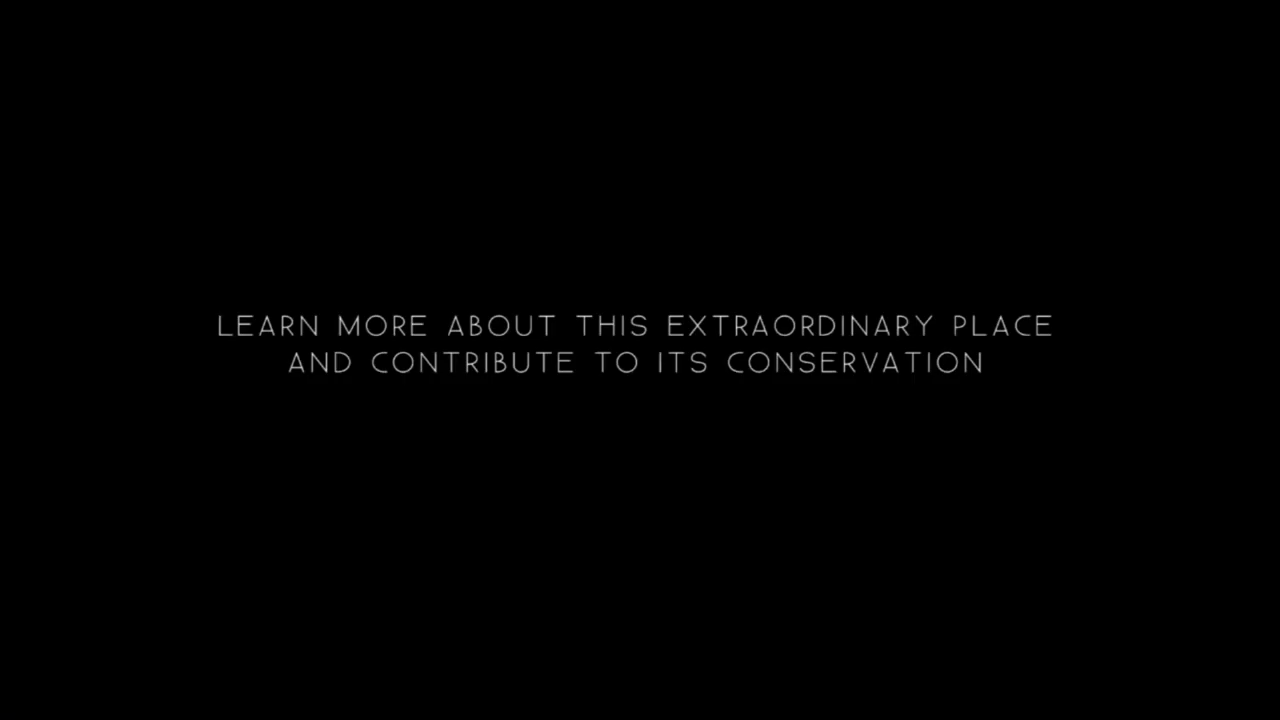 LEARN MORE ABOUT THIS EXTRAORDINARY PLACE
AND CONTRIBUTE TO ITS CONSERVATION